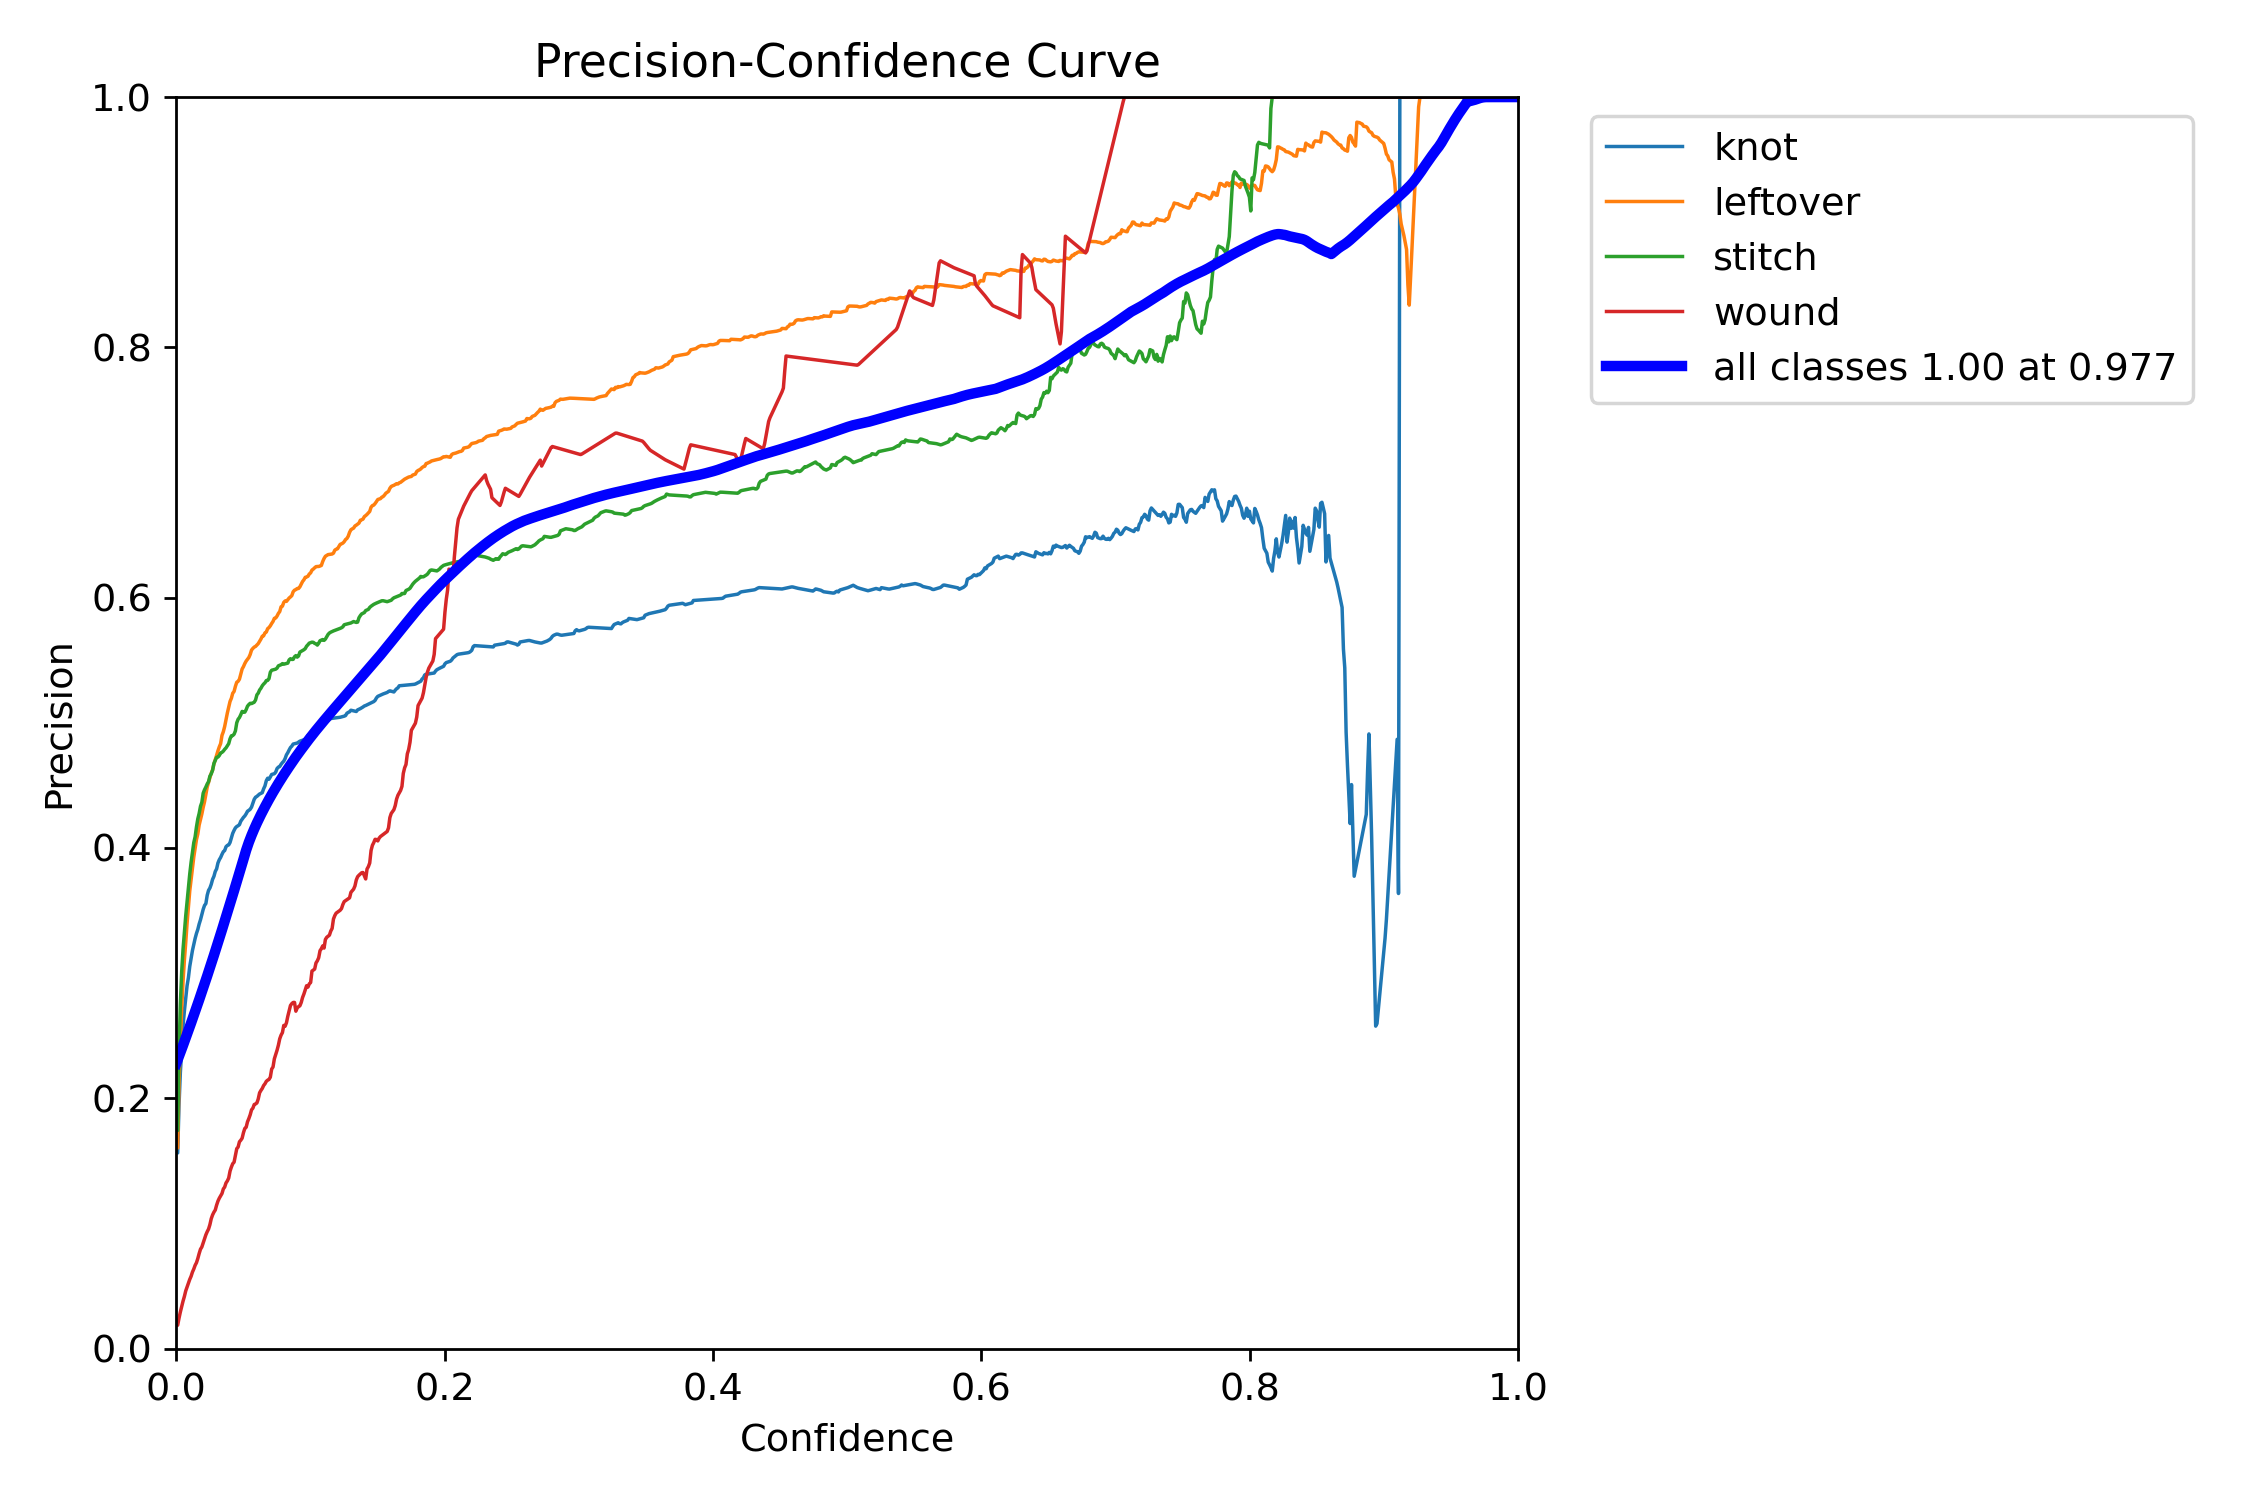 Precision-Confidence Curve
1.0
0.8
0.6
0.4
0.2
0.0
Precision
0.0 0.2 0.4 0.6 0.8 1.0
Confidence
knot
leftover
stitch
wound
all classes 1.00 at 0.977